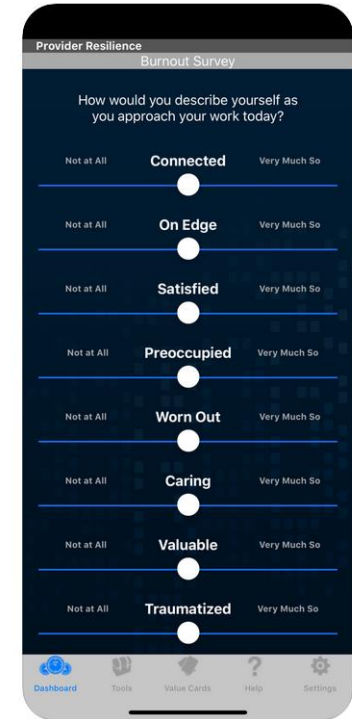 Provider Resilience
Burnout Survey
How would you describe yourself as
you approach your work today?
Not at All Connected Very Much So
Not at All On Edge Very Much So
Not at All Satisfied Very Much So
Not at All Preoccupied Very Much So
Not at All Worn Out Very Much So
Not at All Caring Very Much So
Not at All Valuable Very Much So
Not at All Traumatized Very Much So
Dashboard Tools Value Cards Help Settings